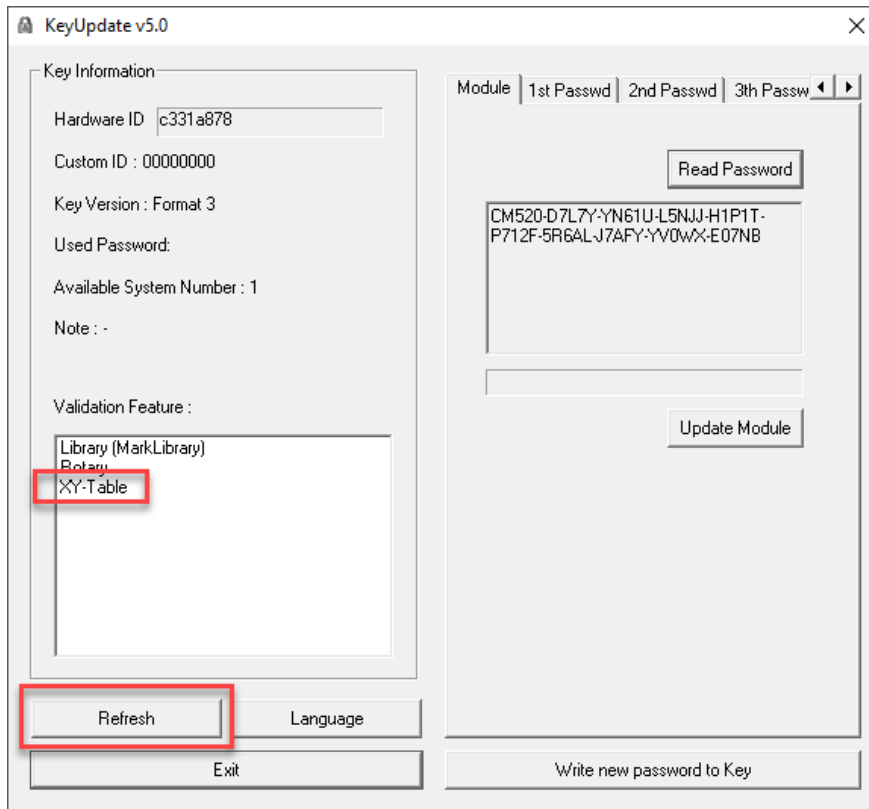 KeyUpdate v5.0
Key Information
Hardware ID c331a878
Custom ID : 00000000
Key Version : Format 3
Used Password:
Available System Number : 1
Note : -
Validation Feature :
Library (MarkLibrary)
Rotary
XY-Table
Refresh
Language
Exit
Module
1st Passwd
2nd Passwd
3th Passw
Read Password
CM520-D7L7Y-YN61U-L5NJJ-H1P1T-
P712F-5R6AL-J7AFY-YV0WX-E07NB
Update Module
Write new password to Key